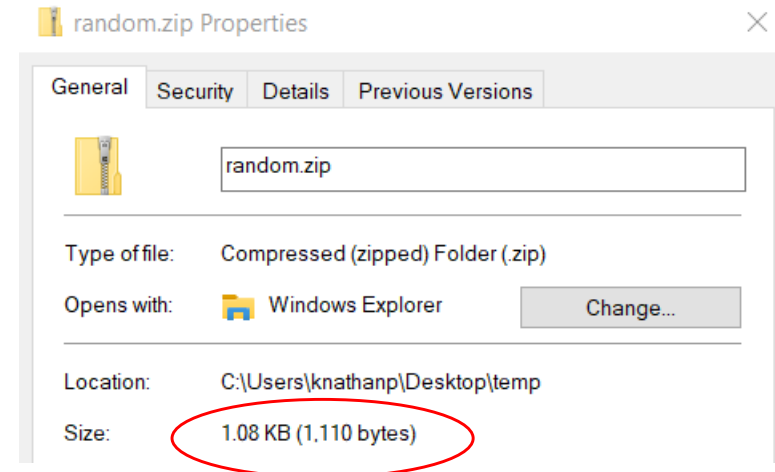 random.zip Properties
General Security Details Previous Versions
random.zip
Type of file: Compressed (zipped) Folder (.zip)
Opens with: Windows Explorer Change...
Location: C:\Users\knathanp\Desktop\temp
Size: 1.08 KB (1,110 bytes)